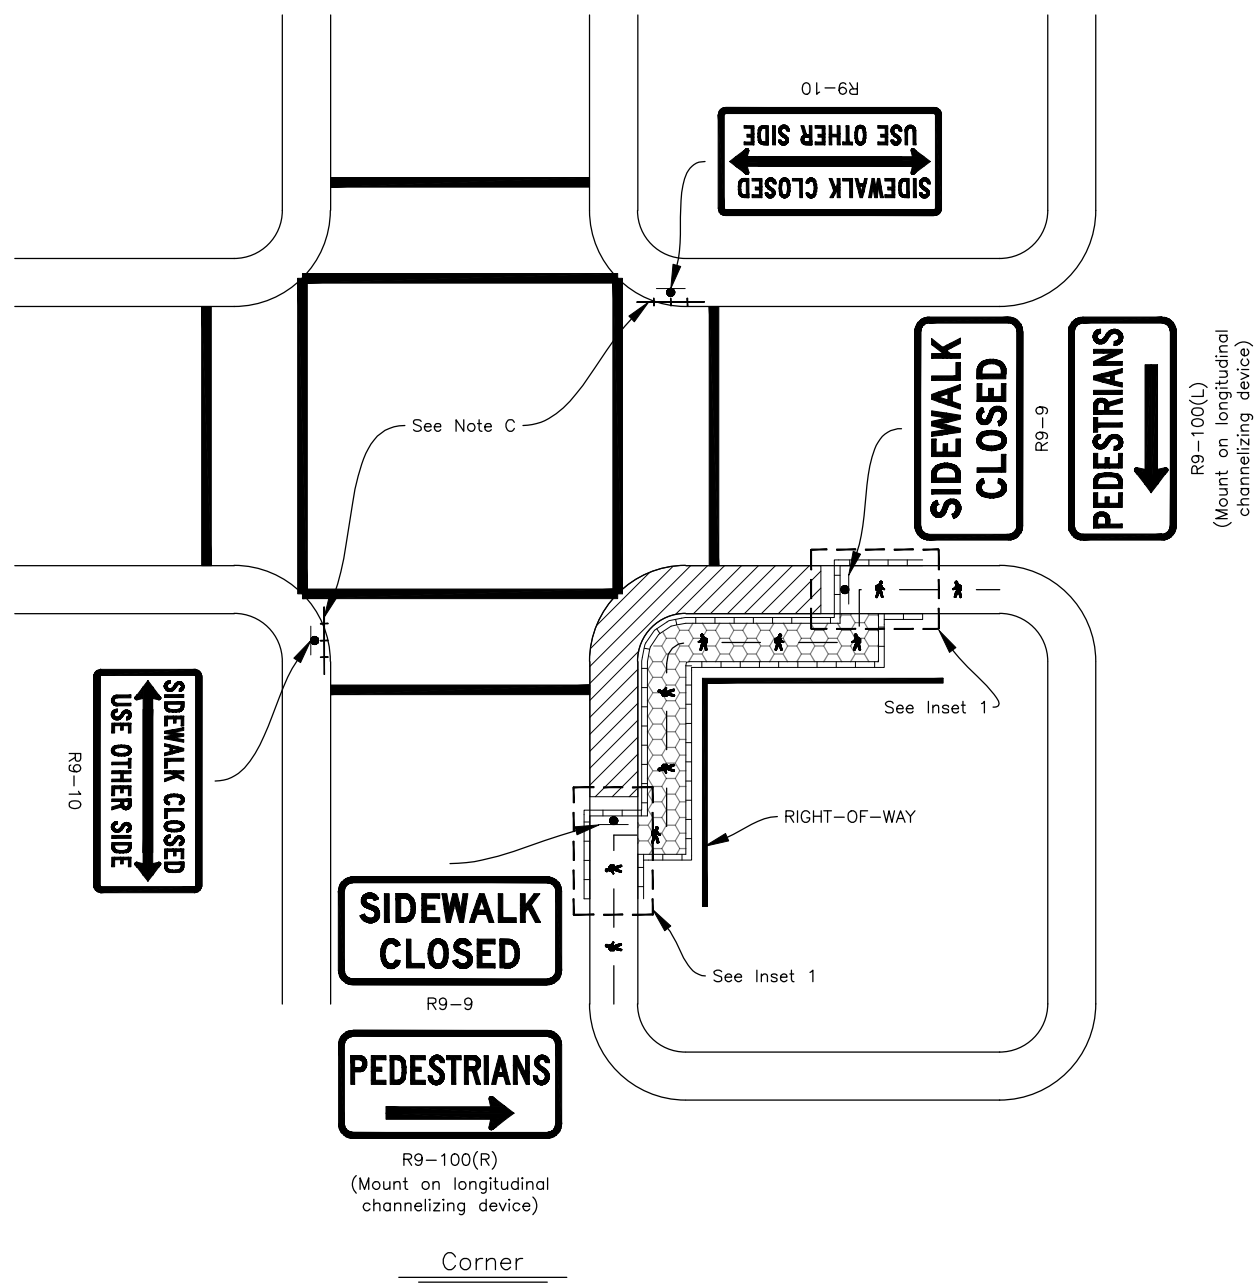 R9-10
SIDEWALK CLOSED
USE OTHER SIDE
See Note C
SIDEWALK
CLOSED
R9-9
PEDESTRIANS
R9-100(L)
(Mount on longitudinal
channelizing device)
See Inset 1
SIDEWALK CLOSED
USE OTHER SIDE
R9-10
RIGHT-OF-WAY
SIDEWALK
CLOSED
R9-9
See Inset 1
PEDESTRIANS
R9-100(R)
(Mount on longitudinal
channelizing device)
Corner